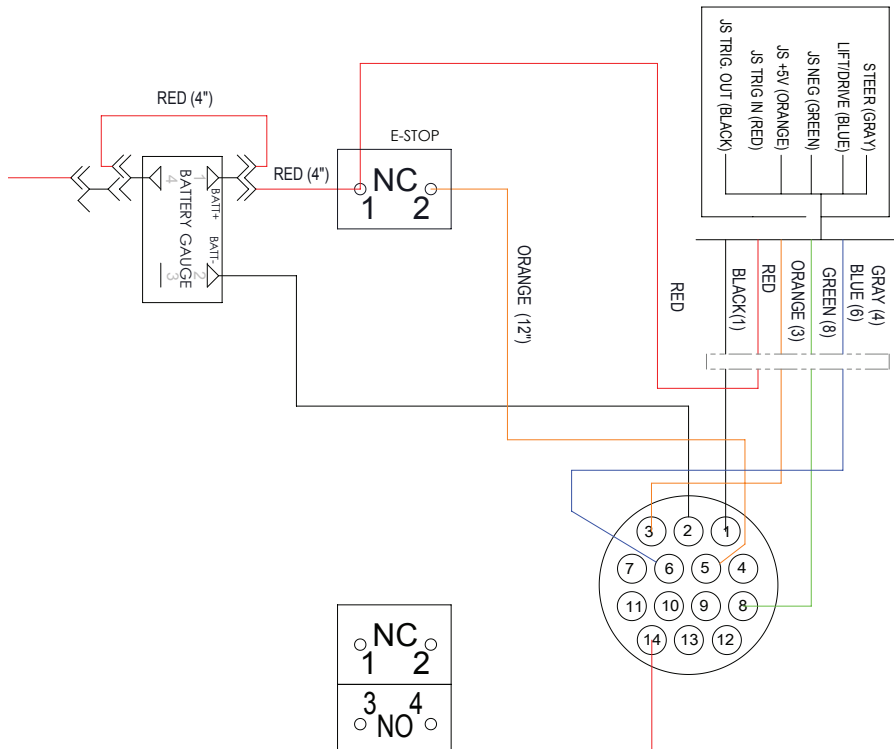 RED (4")
RED (4")
E-STOP
NC
1 2
4
1
BATTERY GAUGE
BATT+
BATT-
3
2
ORANGE (12")
JS TRIG. OUT (BLACK)
JS TRIG IN (RED)
JS +5V (ORANGE)
JS NEG (GREEN)
LIFT/DRIVE (BLUE)
STEER (GRAY)
RED
BLACK(1)
RED
ORANGE (3)
GREEN (8)
BLUE (6)
GRAY (4)
3 2 1
7 6 5 4
11 10 9 8
14 13 12
NC
1 2
3 4
NO